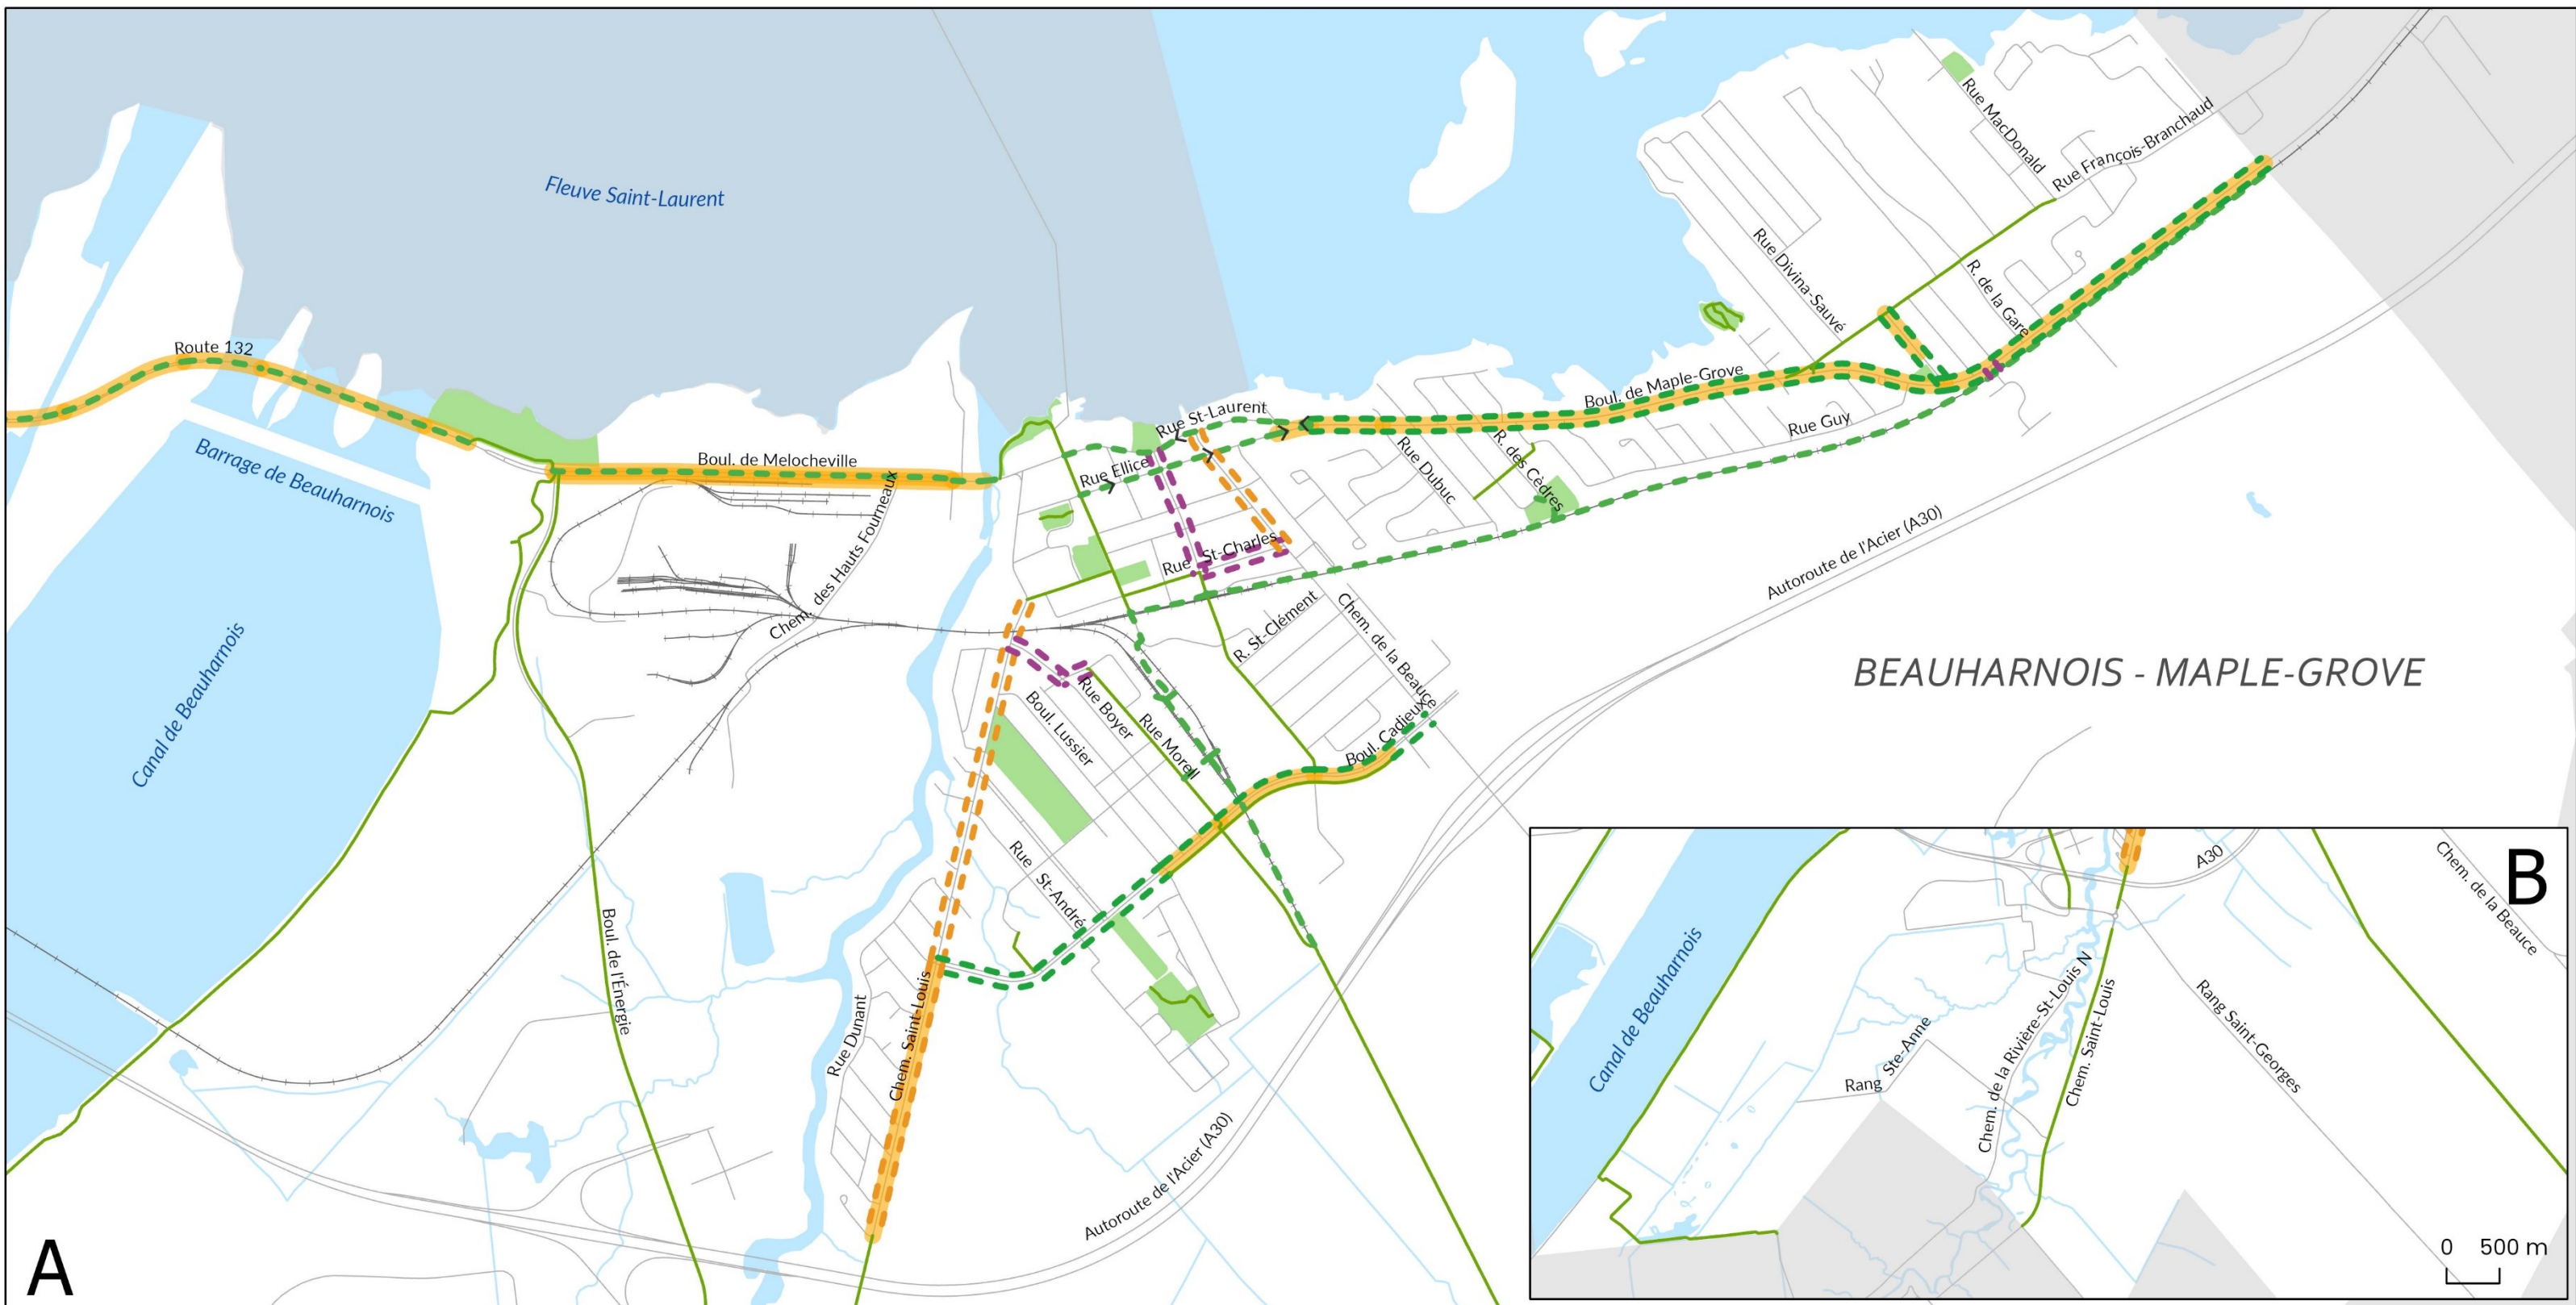 Rue MacDonald
Rue François-Branchaud
Fleuve Saint-Laurent
Rue Divina-Sauvé
R. de la Gare
Route 132
Boul. de Maple-Grove
Rue St-Laurent
Rue Guy
Barrage de Beauharnois
Boul. de Melocheville
Rue Ellice
Rue Dubuc
R. des Cèdres
Chem. des Hauts Fourneaux
Rue St-Charles
Autoroute de l'Acier (A30)
R. St-Clément
Chem. de la Beauce
Canal de Beauharnois
BEAUHARNOIS - MAPLE-GROVE
Boul. Lussier
Rue Boyer
Rue Morell
Boul. Cadieux
Rue St-André
Boul. de l'Énergie
Rue Dunant
Chem. Saint-Louis
Autoroute de l'Acier (A30)
A
A30
Chem. de la Beauce
B
Canal de Beauharnois
Rang Ste-Anne
Chem. de la Rivière-St-Louis N
Chem. Saint-Louis
Rang Saint-Georges
0 500 m